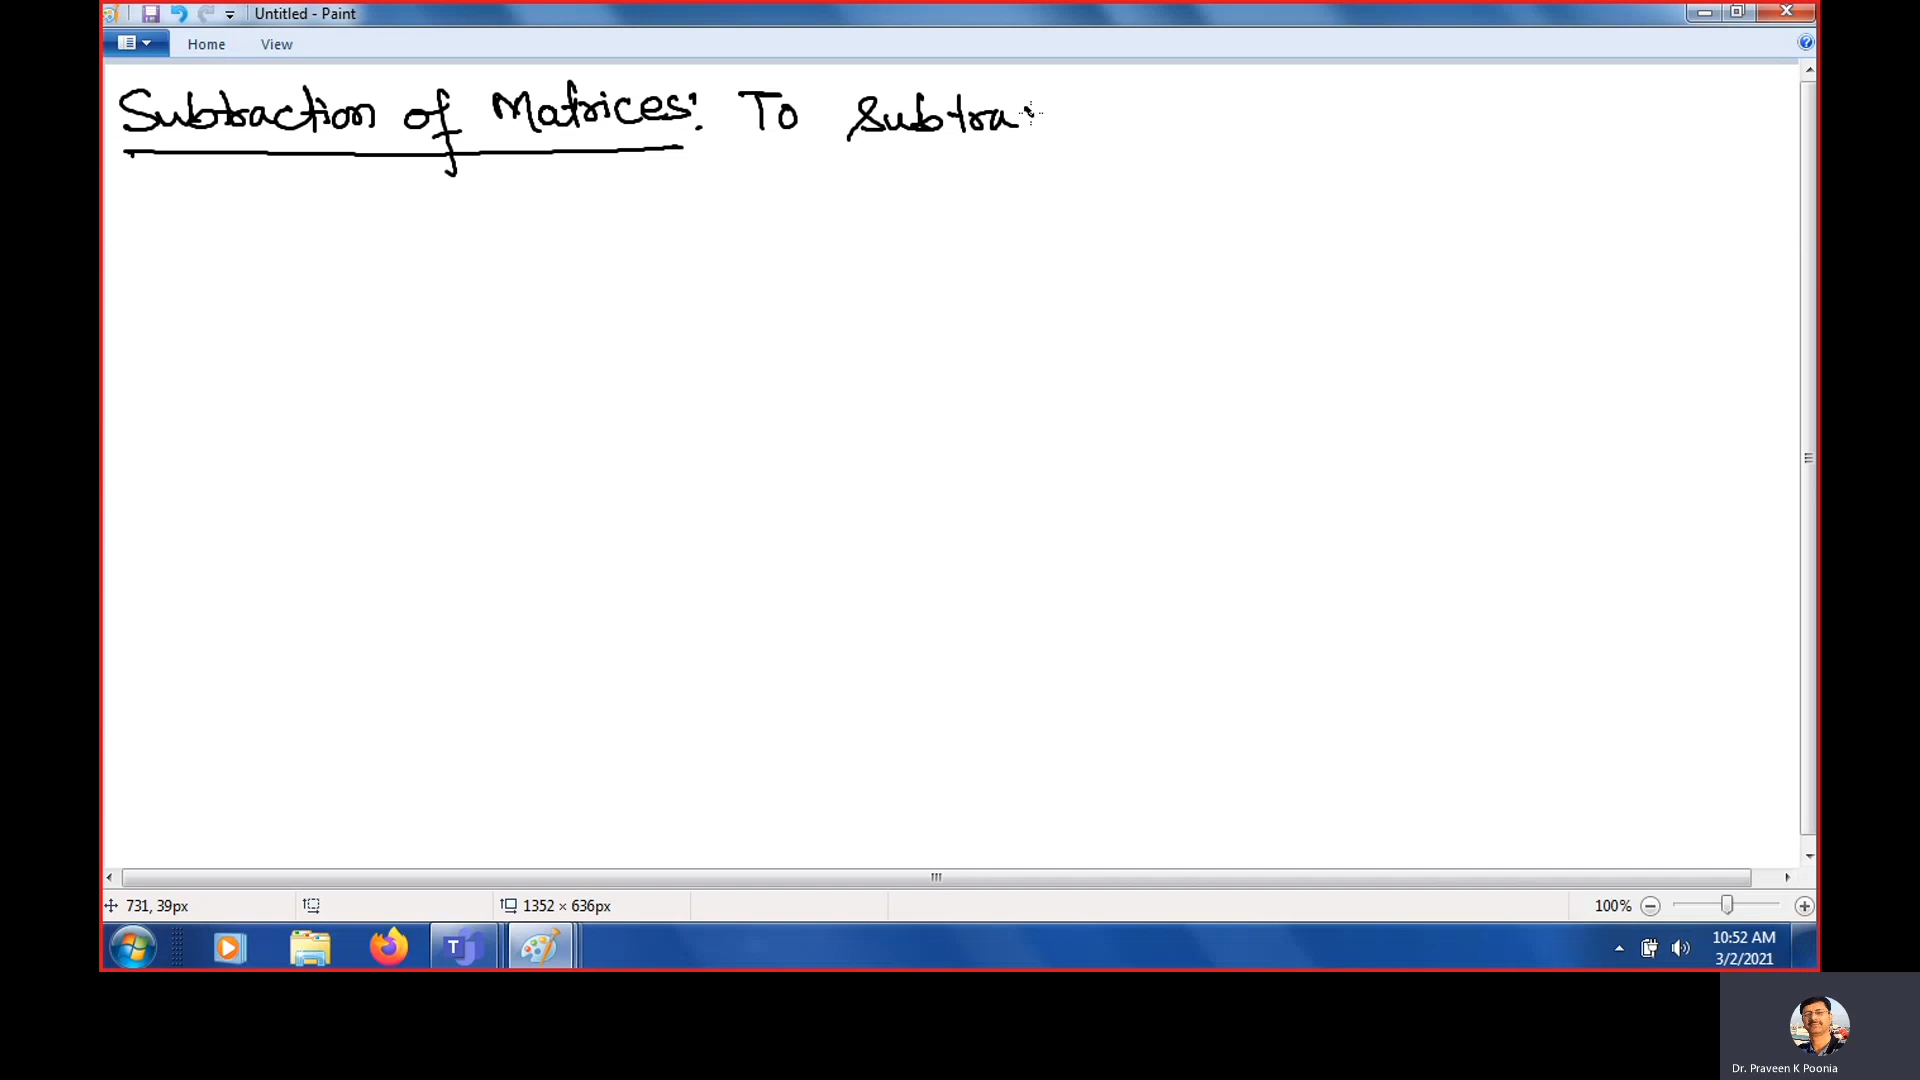 Untitled - Paint
Home View
Subtraction of Matrices: To Subtra
731, 39px 1352 × 636px 100%
10:52 AM
3/2/2021
Dr. Praveen K Poonia